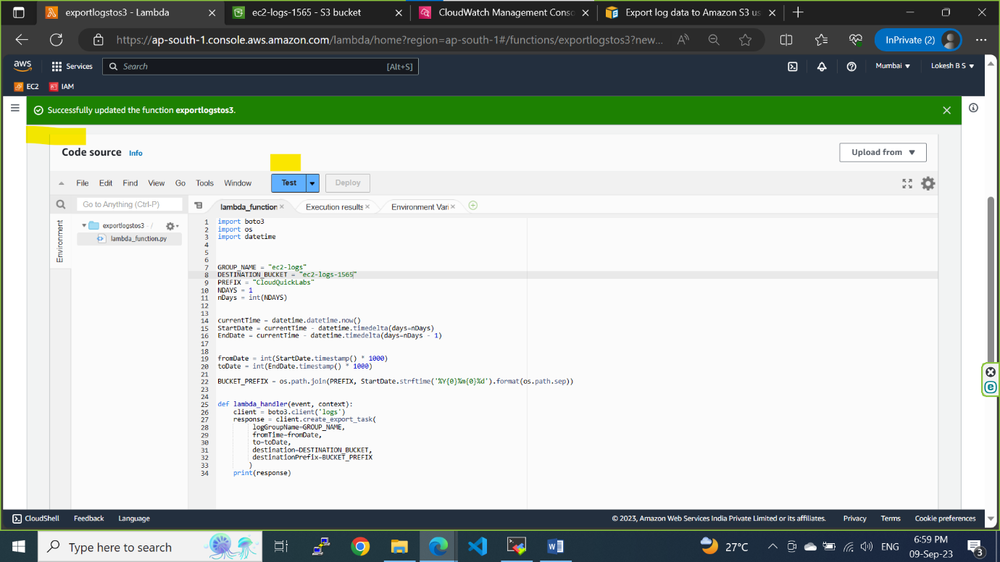 exportlogstos3 - Lambda
ec2-logs-1565 - S3 bucket
CloudWatch Management Conso
Export log data to Amazon S3 us
https://ap-south-1.console.aws.amazon.com/lambda/home?region=ap-south-1#/functions/exportlogstos3?new...
InPrivate (2)
aws
Services
Search
[Alt+S]
Mumbai
Lokesh B S
EC2
IAM
Successfully updated the function exportlogstos3.
Code source Info
Upload from
File Edit Find View Go Tools Window
Test
Deploy
Go to Anything (Ctrl-P)
lambda_function
Execution results
Environment Vari
Environment
exportlogstos3 - /
lambda_function.py
1 import boto3
2 import os
3 import datetime
4
5
6
7 GROUP_NAME = "ec2-logs"
8 DESTINATION_BUCKET = "ec2-logs-1565"
9 PREFIX = "CloudQuickLabs"
10 NDAYS = 1
11 nDays = int(NDAYS)
12
13
14 currentTime = datetime.datetime.now()
15 StartDate = currentTime - datetime.timedelta(days=nDays)
16 EndDate = currentTime - datetime.timedelta(days=nDays - 1)
17
18
19 fromDate = int(StartDate.timestamp() * 1000)
20 toDate = int(EndDate.timestamp() * 1000)
21
22 BUCKET_PREFIX = os.path.join(PREFIX, StartDate.strftime('%Y{0}%m{0}%d').format(os.path.sep))
23
24
25 def lambda_handler(event, context):
26 client = boto3.client('logs')
27 response = client.create_export_task(
28 logGroupName=GROUP_NAME,
29 fromTime=fromDate,
30 to=toDate,
31 destination=DESTINATION_BUCKET,
32 destinationPrefix=BUCKET_PREFIX
33 )
34 print(response)
CloudShell
Feedback
Language
© 2023, Amazon Web Services India Private Limited or its affiliates.
Privacy
Terms
Cookie preferences
Type here to search
27°C
ENG
6:59 PM
09-Sep-23
3